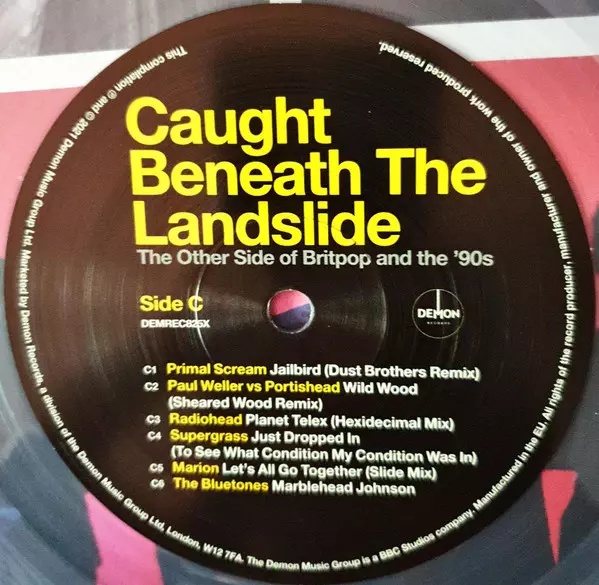 Caught
Beneath The
Landslide
The Other Side of Britpop and the '90s
Side C
DEMREC825X
DEMON
RECORDS
C1 Primal Scream Jailbird (Dust Brothers Remix)
C2 Paul Weller vs Portishead Wild Wood
(Sheared Wood Remix)
C3 Radiohead Planet Telex (Hexidecimal Mix)
C4 Supergrass Just Dropped In
(To See What Condition My Condition Was In)
C5 Marion Let's All Go Together (Slide Mix)
C6 The Bluetones Marblehead Johnson
This compilation ℗ and © 2021 Demon Music Group Ltd. Marketed by Demon Records, a division of the Demon Music Group Ltd, London, W12 7FA. The Demon Music Group is a BBC Studios company. Manufactured in the EU. All rights of the record producer, manufacturer and owner of the work produced reserved.